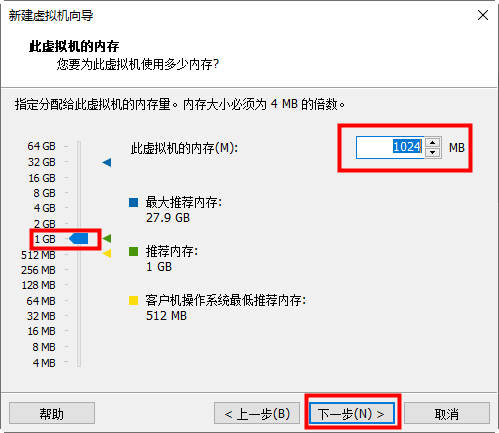 新建虚拟机向导
此虚拟机的内存
您要为此虚拟机使用多少内存?
指定分配给此虚拟机的内存量。内存大小必须为 4 MB 的倍数。
64 GB
32 GB
16 GB
8 GB
4 GB
2 GB
1 GB
512 MB
256 MB
128 MB
64 MB
32 MB
16 MB
8 MB
4 MB
此虚拟机的内存(M):
1024 MB
最大推荐内存:
27.9 GB
推荐内存:
1 GB
客户机操作系统最低推荐内存:
512 MB
帮助
< 上一步(B)
下一步(N) >
取消